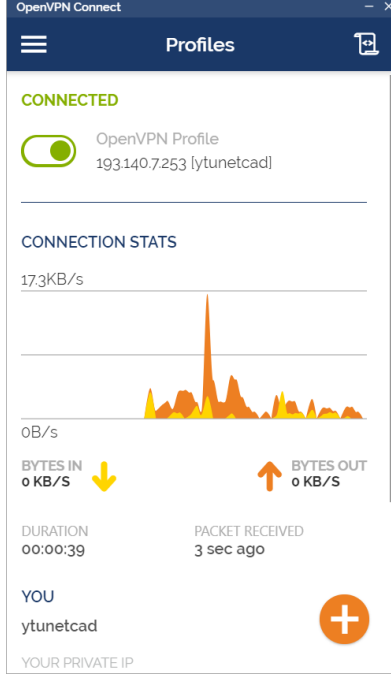 OpenVPN Connect
Profiles
CONNECTED
OpenVPN Profile
193.140.7.253 [ytunetcad]
CONNECTION STATS
17.3KB/s
0B/s
BYTES IN
0 KB/S
BYTES OUT
0 KB/S
DURATION
00:00:39
PACKET RECEIVED
3 sec ago
YOU
ytunetcad
YOUR PRIVATE IP